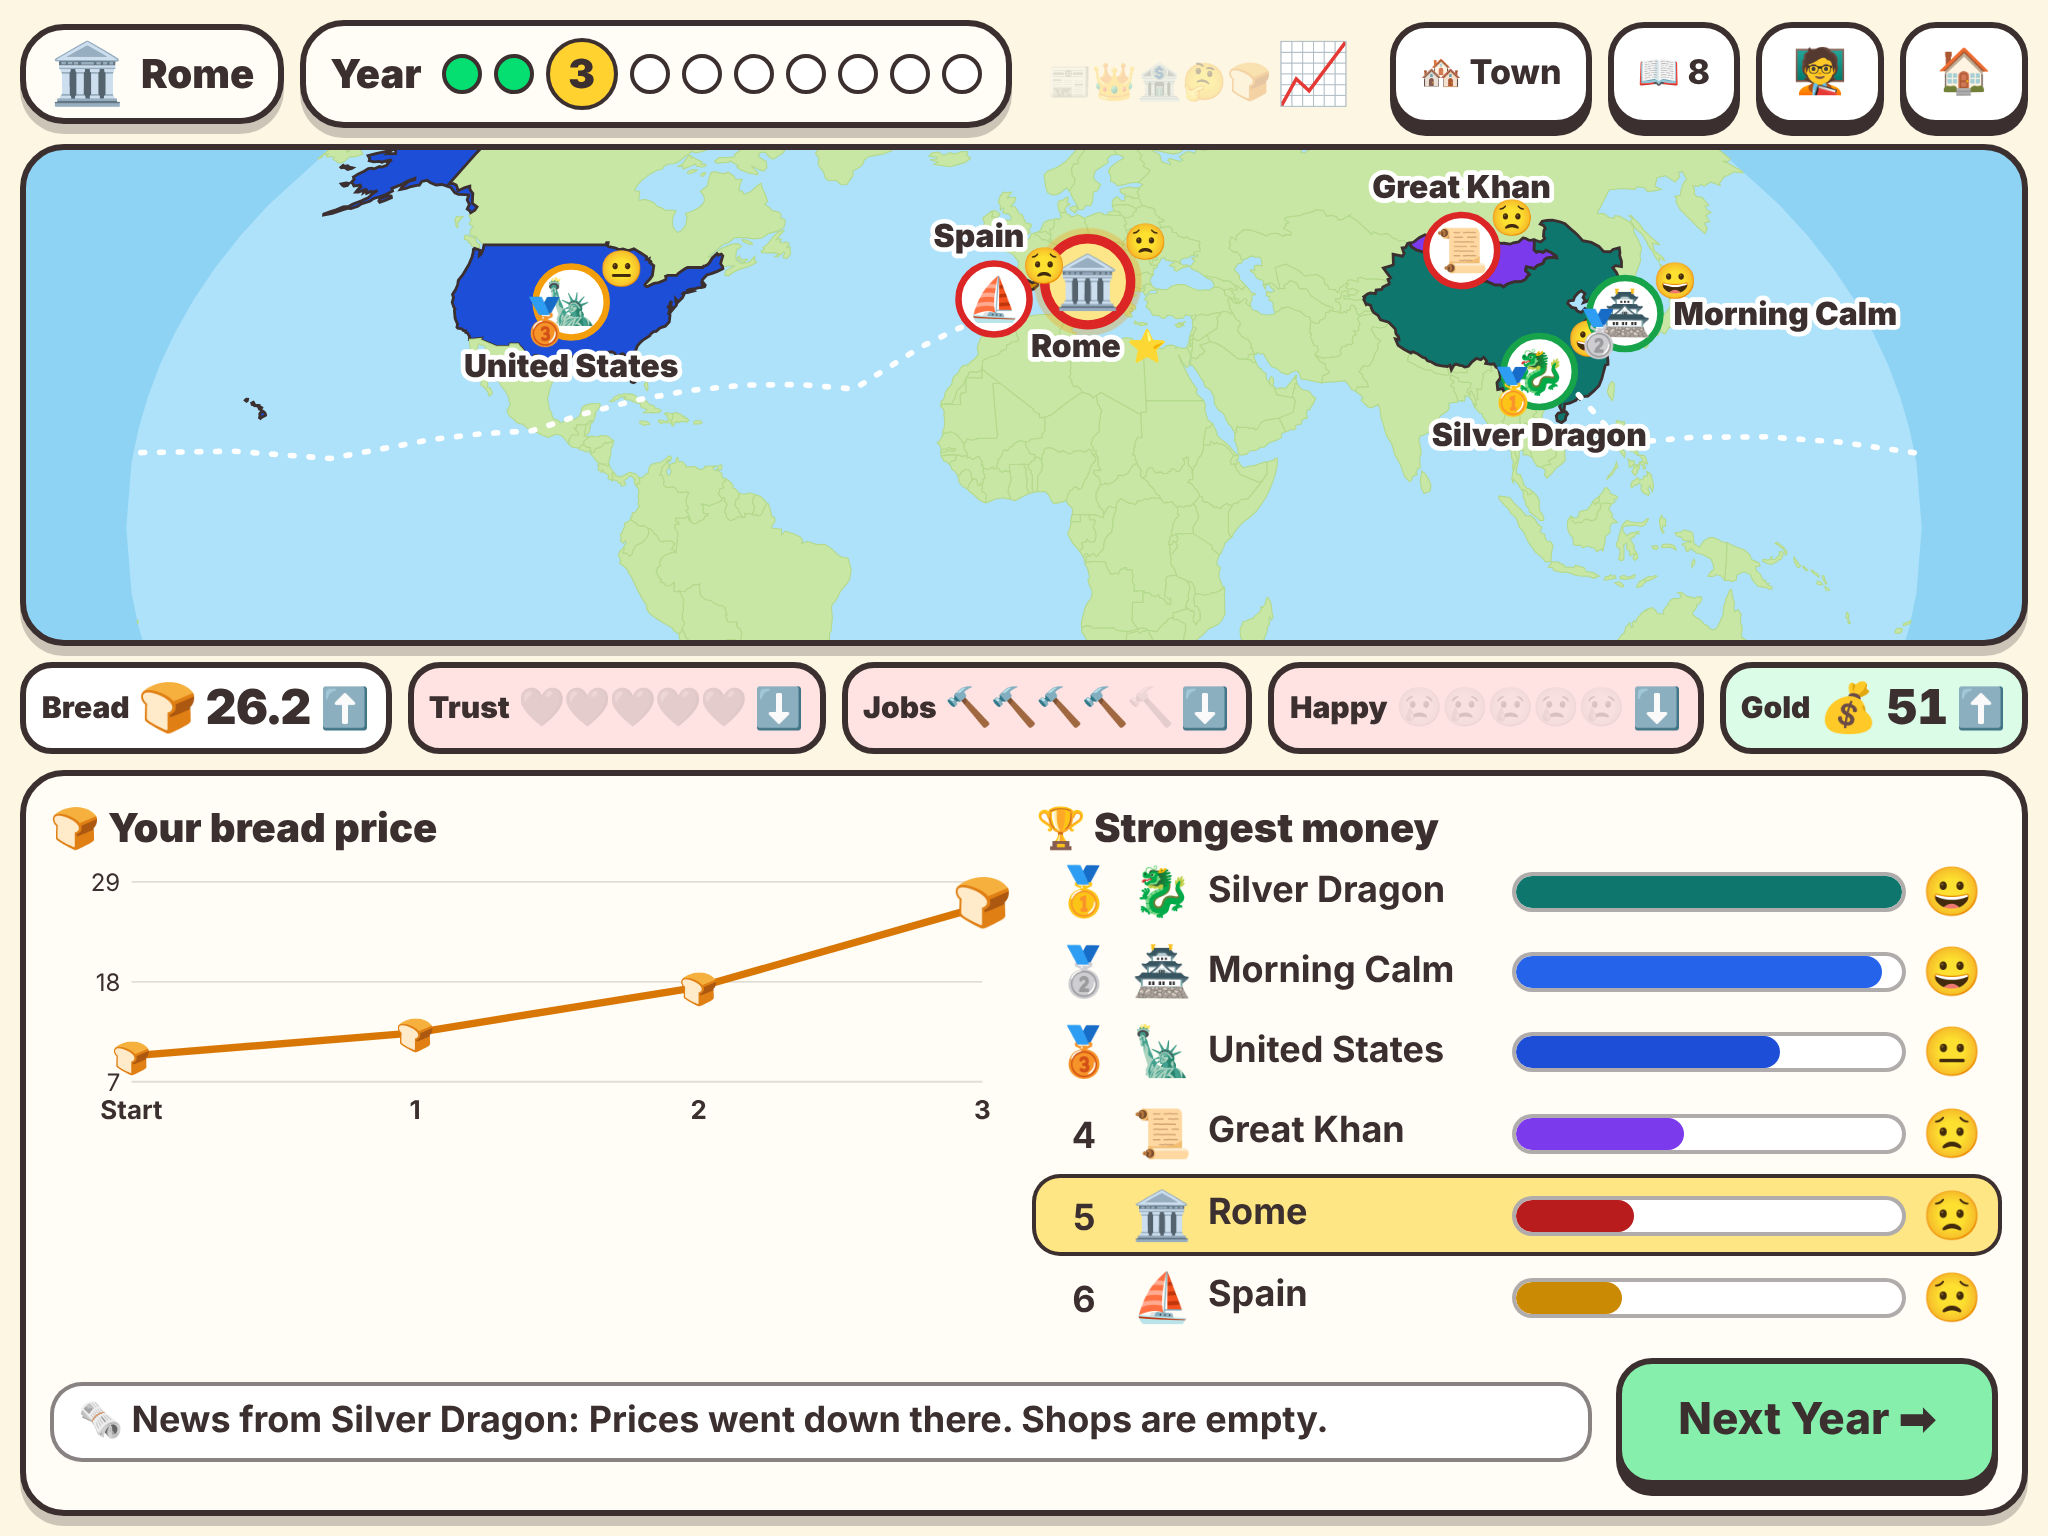 Rome
Year 3
Town
8
Great Khan
Spain
Morning Calm
Rome
United States
Silver Dragon
Bread 26.2
Trust
Jobs
Happy
Gold 51
Your bread price
29
18
7
Start 1 2 3
Strongest money
1 Silver Dragon
2 Morning Calm
3 United States
4 Great Khan
5 Rome
6 Spain
News from Silver Dragon: Prices went down there. Shops are empty.
Next Year ➡